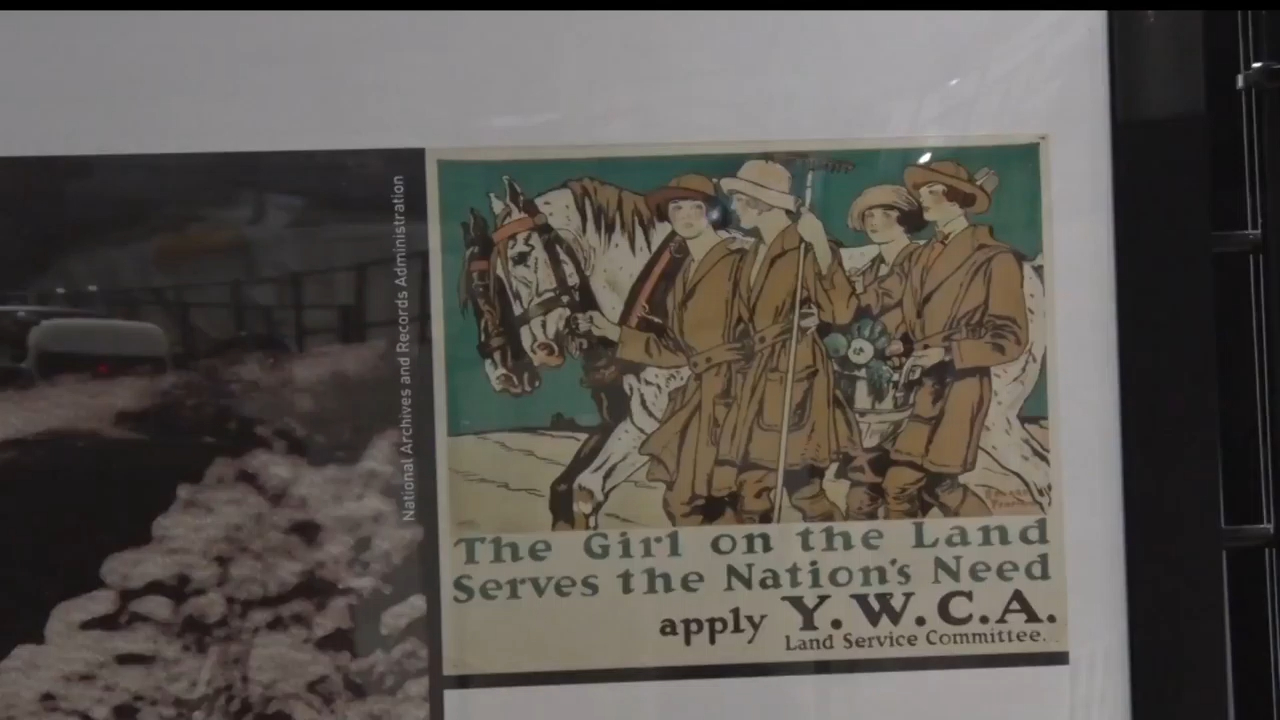 National Archives and Records Administration
The Girl on the Land
Serves the Nation's Need
apply Y.W.C.A.
Land Service Committee.